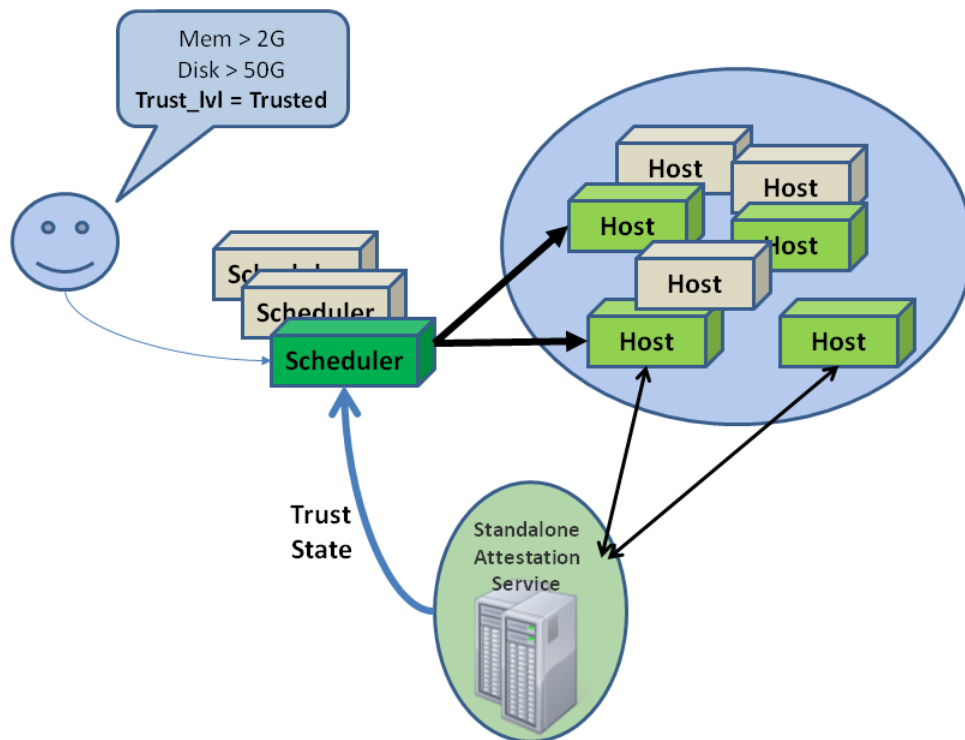 Mem > 2G
Disk > 50G
Trust_lvl = Trusted
Host
Host
Host
Host
Host
Scheduler
Scheduler
Host
Host
Scheduler
Trust
State
Standalone
Attestation
Service